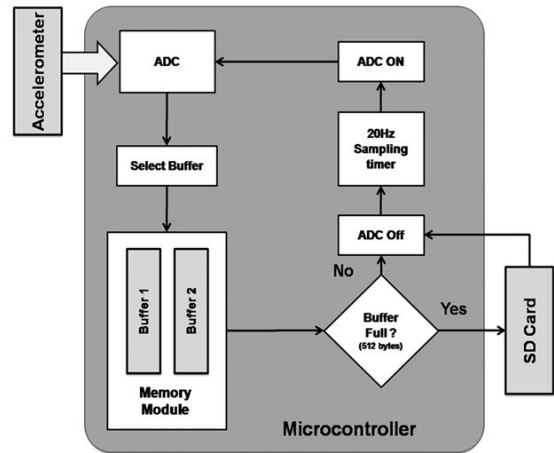 Accelerometer
ADC
ADC ON
20Hz
Sampling
timer
Select Buffer
ADC Off
No
Buffer 1
Buffer 2
Memory
Module
Buffer
Full ?
(512 bytes)
Yes
SD Card
Microcontroller